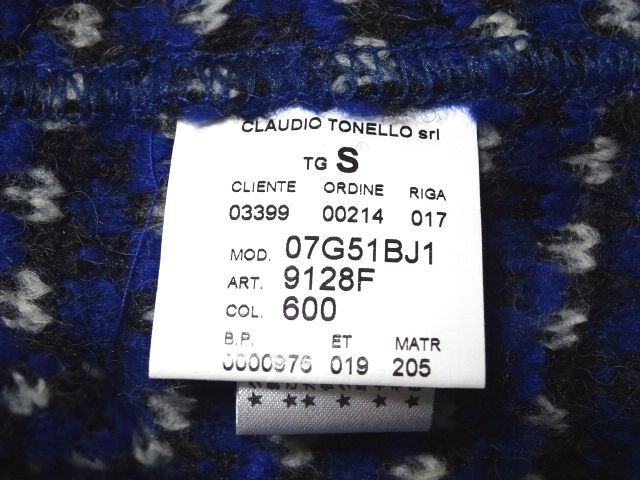 CLAUDIO TONELLO srl
TG S
CLIENTE ORDINE RIGA
03399 00214 017
MOD. 07G51BJ1
ART. 9128F
COL. 600
B.P. ET MATR
0000976 019 205